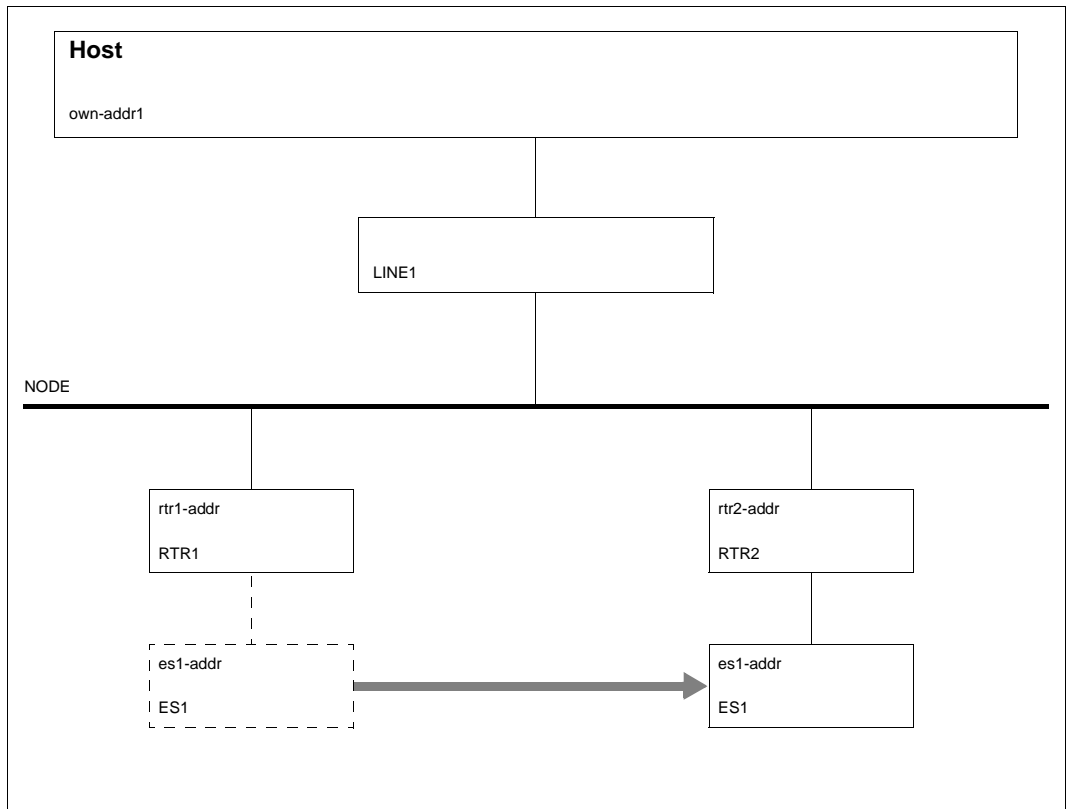 Host
own-addr1
LINE1
NODE
rtr1-addr
RTR1
rtr2-addr
RTR2
es1-addr
ES1
es1-addr
ES1